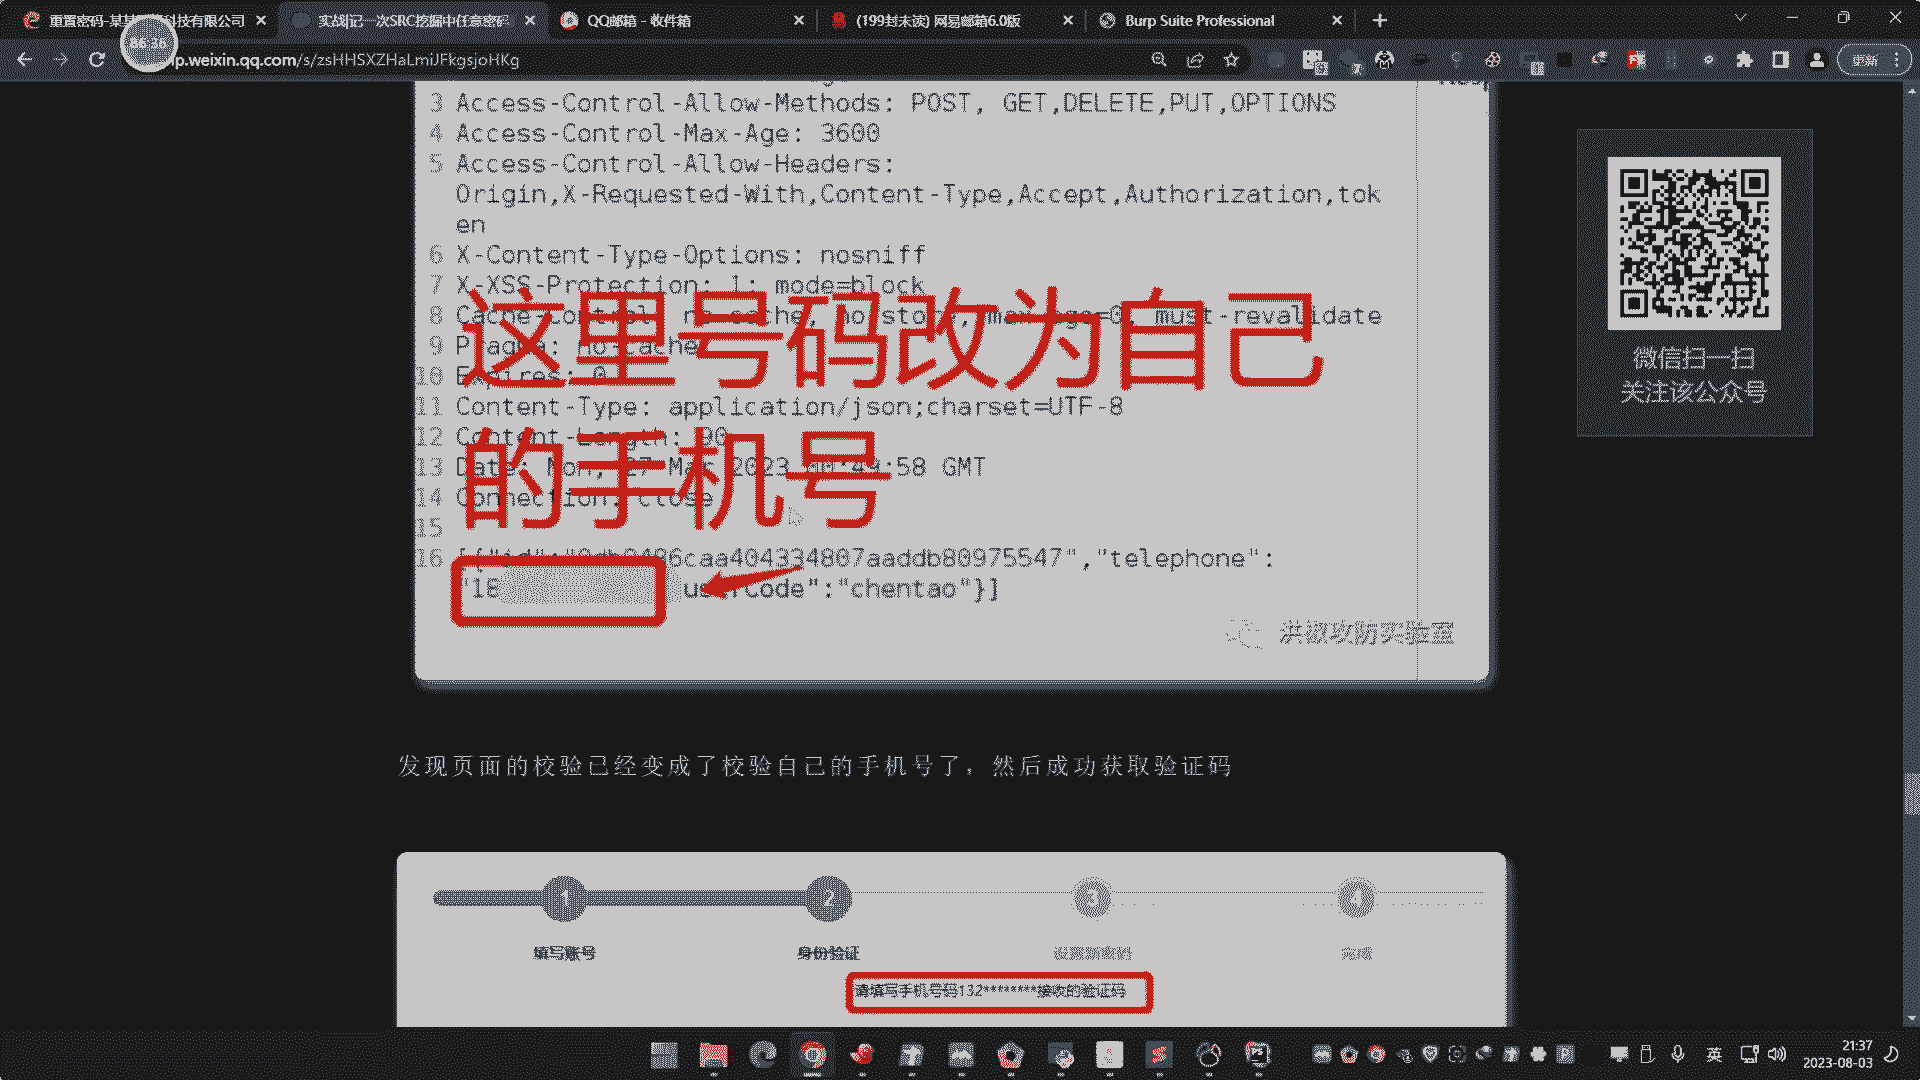 重置密码-某某 科技有限公司
实战|记一次SRC挖掘中任意密码
QQ邮箱 - 收件箱
(199封未读) 网易邮箱6.0版
Burp Suite Professional
86:36
p.weixin.qq.com/s/zsHHSXZHaLmiJFkgsjoHKg
更新
3 Access-Control-Allow-Methods: POST, GET,DELETE,PUT,OPTIONS
4 Access-Control-Max-Age: 3600
5 Access-Control-Allow-Headers:
Origin,X-Requested-With,Content-Type,Accept,Authorization,tok
en
6 X-Content-Type-Options: nosniff
7 X-XSS-Protection: 1; mode=block
这里号码改为自己
8 Cache-Control: no-cache, no-store, max-age=0, must-revalidate
9 Pragma: no-cache
10 Expires: 0
11 Content-Type: application/json;charset=UTF-8
12 Content-Length: 90
的手机号
13 Date: Mon, 27 Mar 2023 :49:58 GMT
14 Connection: close
15
16 [{"id":"0db0486caa404334807aaddb80975547","telephone":
"18 userCode":"chentao"}]
洪椒攻防实验室
微信扫一扫
关注该公众号
发现页面的校验已经变成了校验自己的手机号了，然后成功获取验证码
1
2
3
4
填写账号
身份验证
设置新密码
完成
请填写手机号码132********接收的验证码
英
21:37
2023-08-03